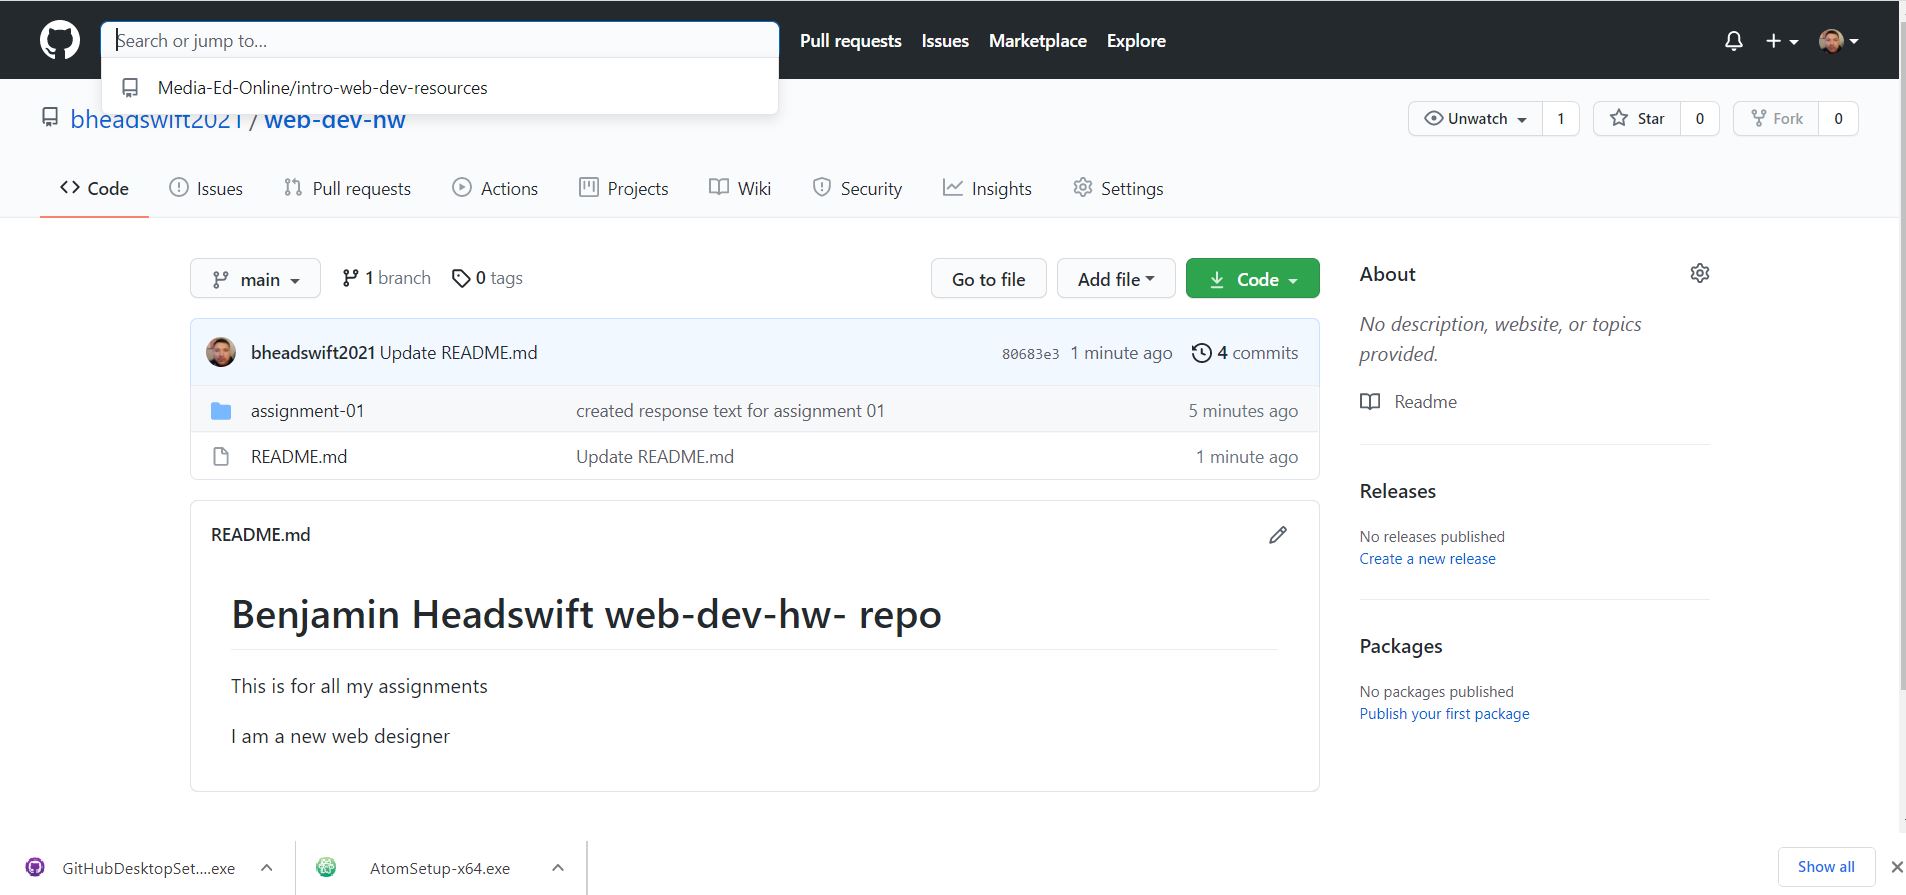 Search or jump to...
Pull requests
Issues
Marketplace
Explore
Media-Ed-Online/intro-web-dev-resources
bheadswift2021 / web-dev-hw
Unwatch
1
Star
0
Fork
0
Code
Issues
Pull requests
Actions
Projects
Wiki
Security
Insights
Settings
main
1 branch
0 tags
Go to file
Add file
Code
bheadswift2021 Update README.md
80683e3
1 minute ago
4 commits
assignment-01
created response text for assignment 01
5 minutes ago
README.md
Update README.md
1 minute ago
README.md
Benjamin Headswift web-dev-hw- repo
This is for all my assignments
I am a new web designer
About
No description, website, or topics
provided.
Readme
Releases
No releases published
Create a new release
Packages
No packages published
Publish your first package
GitHubDesktopSet....exe
AtomSetup-x64.exe
Show all